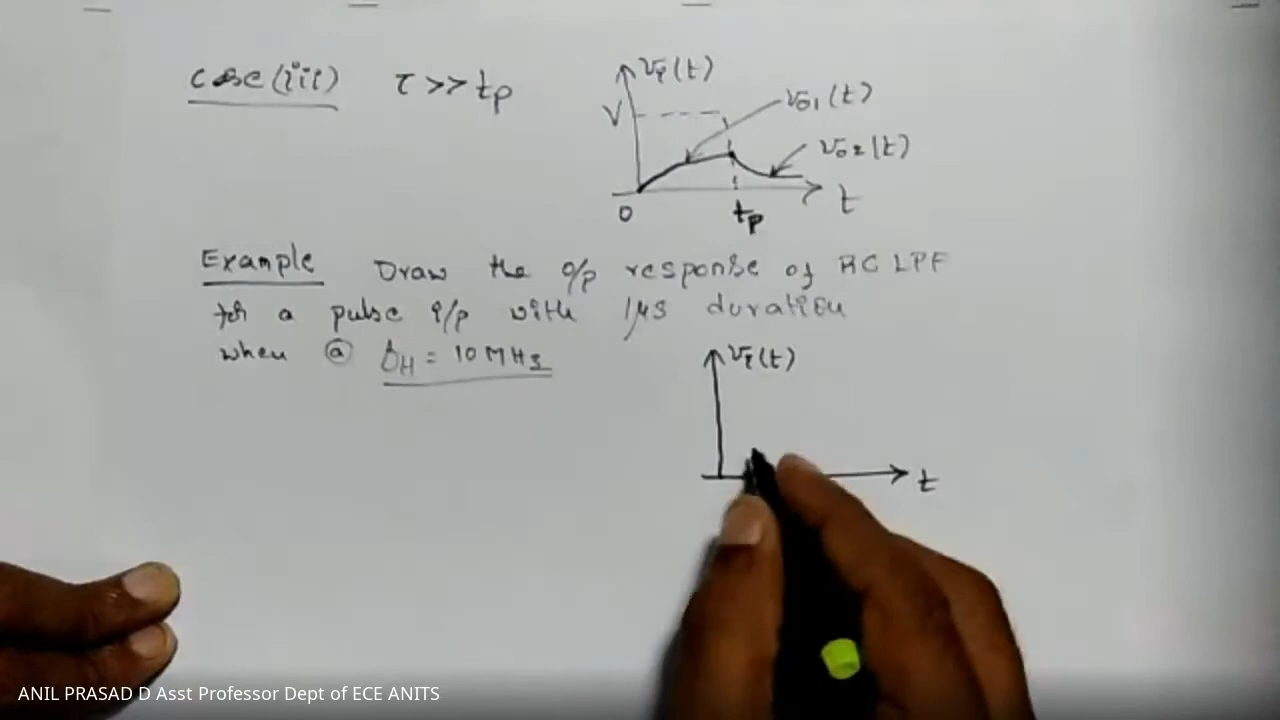 case (iii) τ >> tp
vi(t)
V
vo1(t)
vo2(t)
0
tp
t
Example Draw the o/p response of RC LPF
for a pulse i/p with 1μs duration
when @ fH = 10 MHz
vi(t)
t
ANIL PRASAD D Asst Professor Dept of ECE ANITS